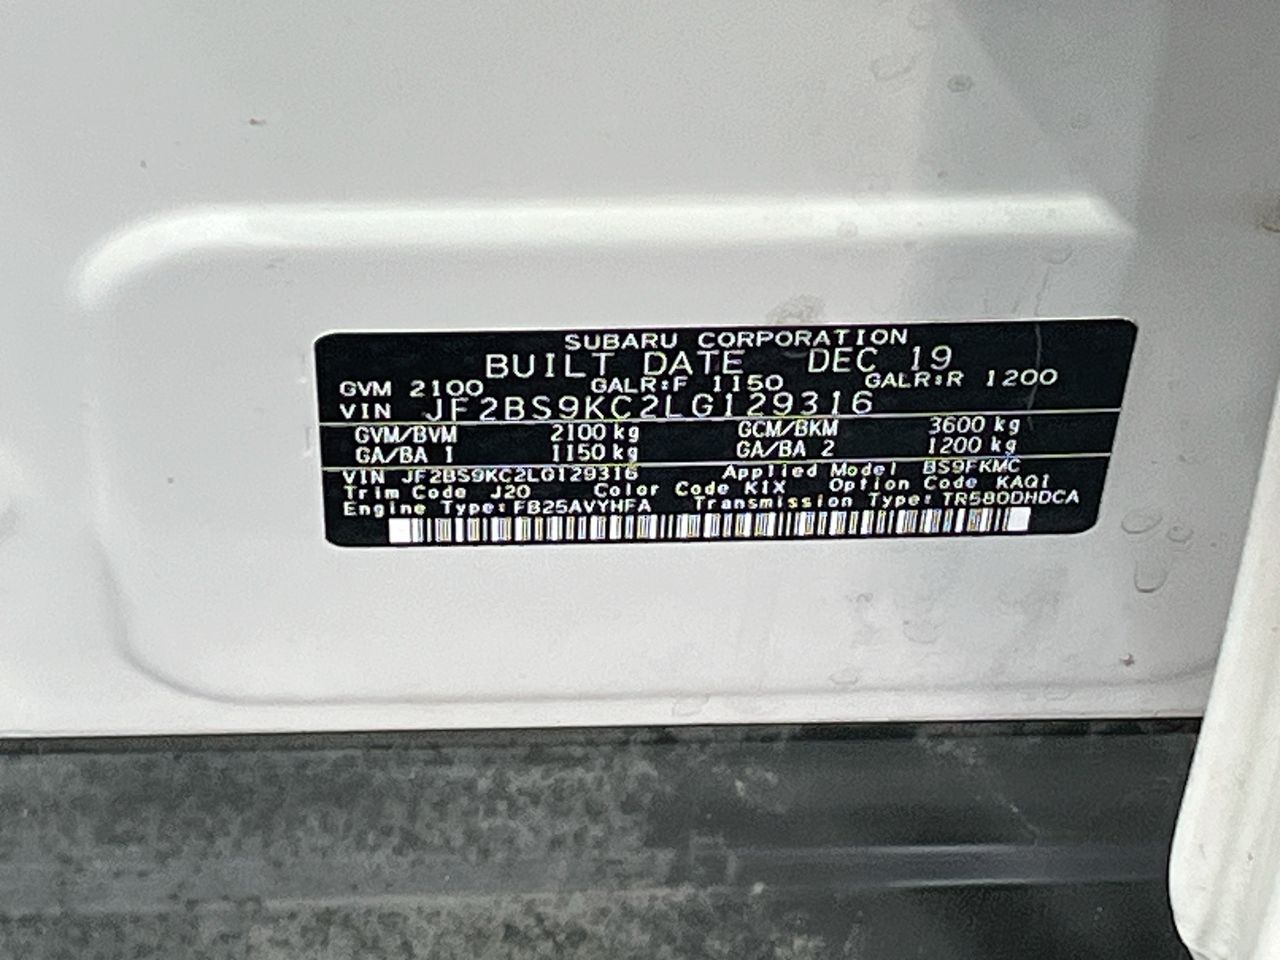 SUBARU CORPORATION
BUILT DATE DEC 19
GVM 2100 GALR:F 1150 GALR:R 1200
VIN JF2BS9KC2LG129316
GVM/BVM 2100 kg GCM/BKM 3600 kg
GA/BA 1 1150 kg GA/BA 2 1200 kg
VIN JF2BS9KC2LG129316 Applied Model BS9FKMC
Trim Code J20 Color Code K1X Option Code KAQ1
Engine Type: FB25AVYHFA Transmission Type: TR580DHDCA